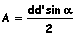 A = dd' sin α / 2